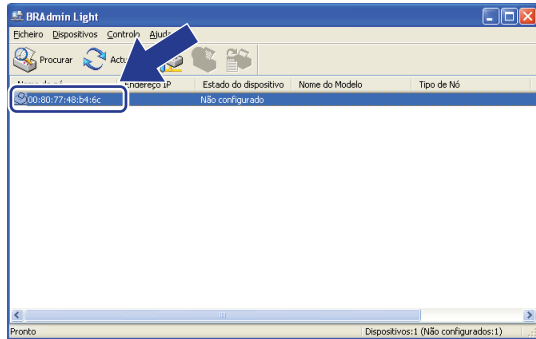 BRAdmin Light
Ficheiro Dispositivos Controlo Ajuda
Procurar
Endereço IP Estado do dispositivo Nome do Modelo Tipo de Nó
00:80:77:48:b4:6c Não configurado
Pronto Dispositivos:1 (Não configurados:1)